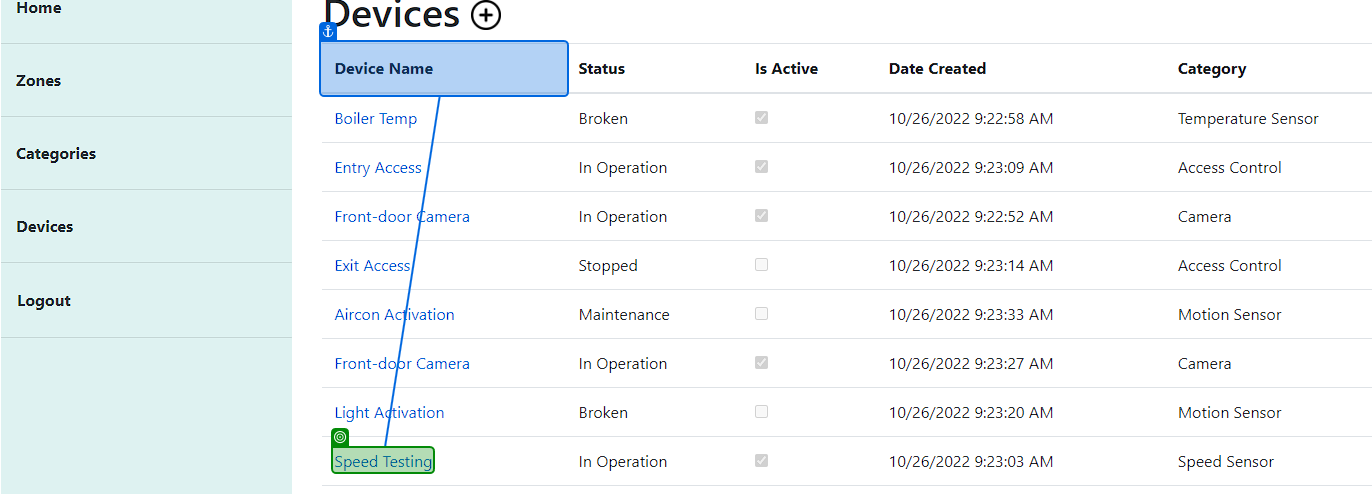 Home
Devices
Device Name Status Is Active Date Created Category
Zones
Boiler Temp Broken 10/26/2022 9:22:58 AM Temperature Sensor
Categories
Entry Access In Operation 10/26/2022 9:23:09 AM Access Control
Front-door Camera In Operation 10/26/2022 9:22:52 AM Camera
Devices
Exit Access Stopped 10/26/2022 9:23:14 AM Access Control
Logout
Aircon Activation Maintenance 10/26/2022 9:23:33 AM Motion Sensor
Front-door Camera In Operation 10/26/2022 9:23:27 AM Camera
Light Activation Broken 10/26/2022 9:23:20 AM Motion Sensor
Speed Testing In Operation 10/26/2022 9:23:03 AM Speed Sensor